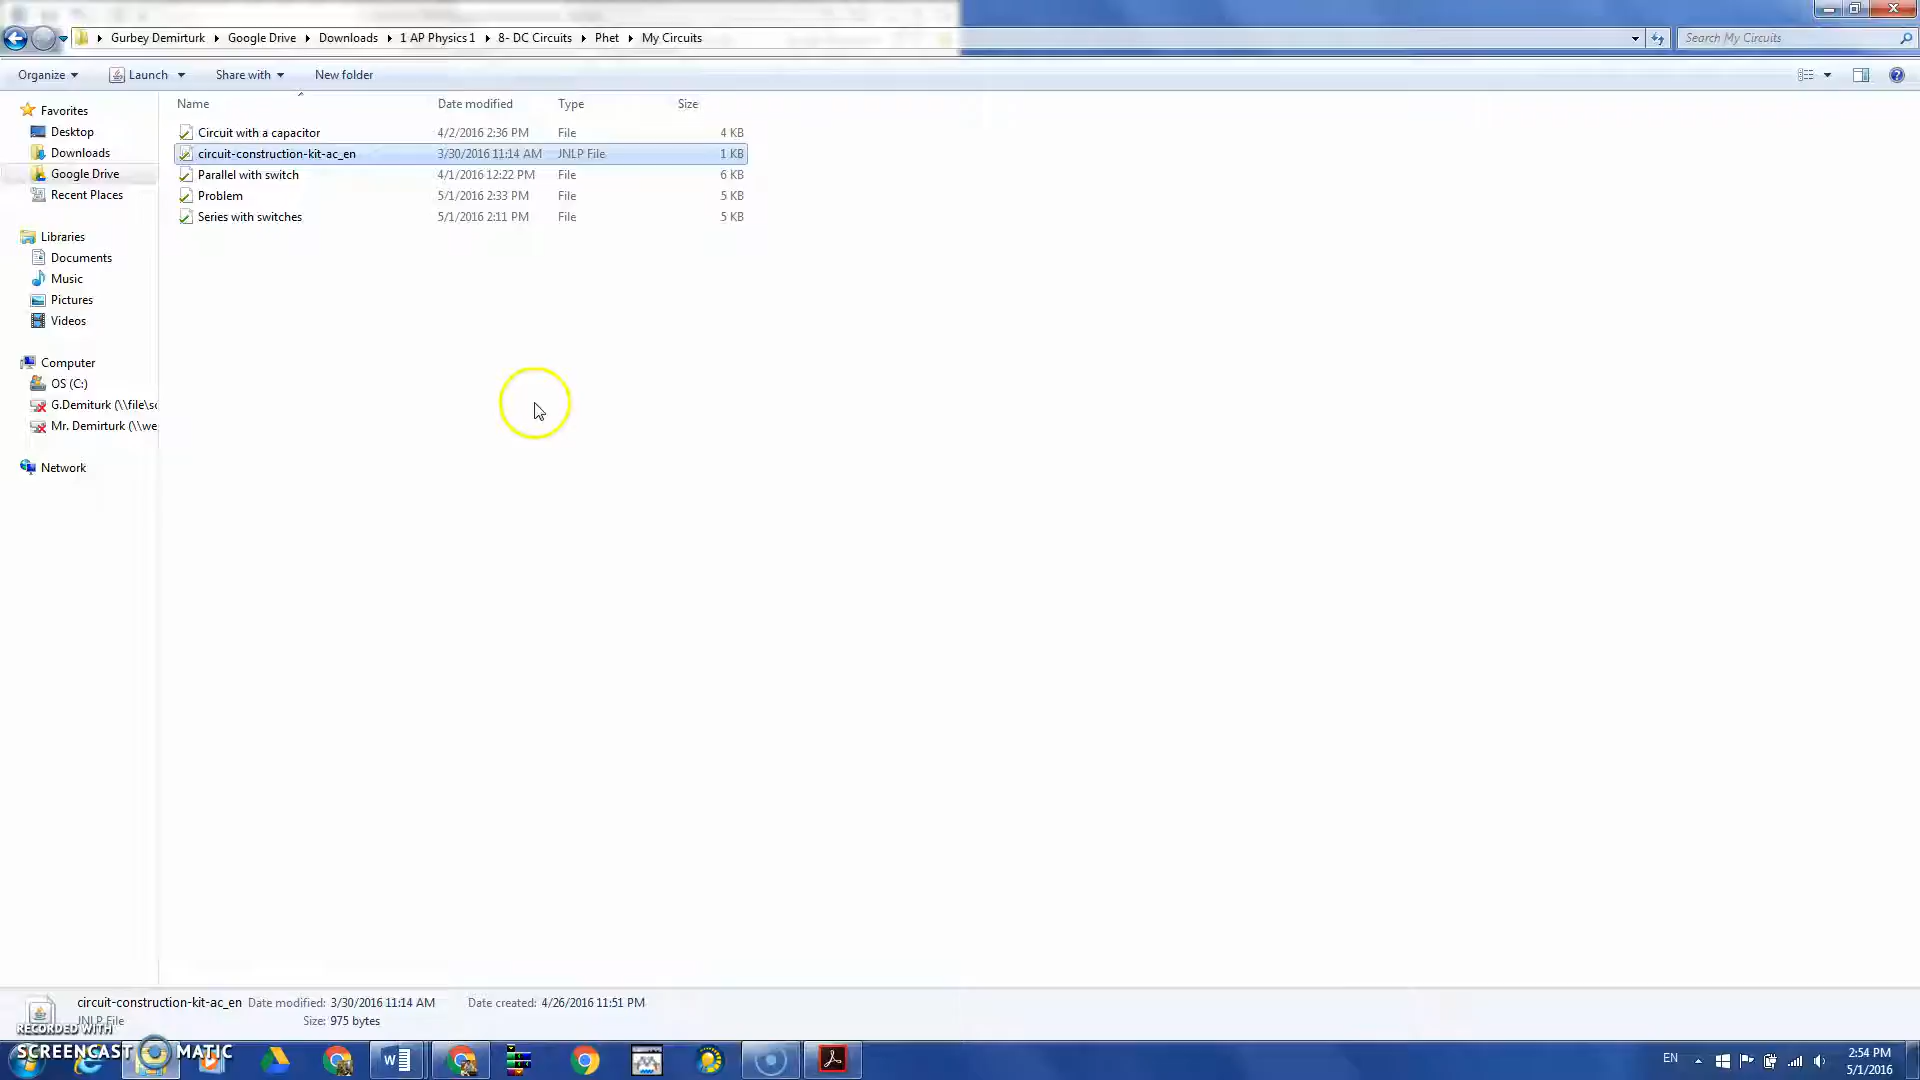 Gurbey Demirturk Google Drive Downloads 1 AP Physics 1 8- DC Circuits Phet My Circuits Search My Circuits
Organize Launch Share with New folder
Favorites
Desktop
Downloads
Google Drive
Recent Places
Libraries
Documents
Music
Pictures
Videos
Computer
OS (C:)
G.Demiturk (\\file\sc
Mr. Demirturk (\\we
Network
Name Date modified Type Size
Circuit with a capacitor 4/2/2016 2:36 PM File 4 KB
circuit-construction-kit-ac_en 3/30/2016 11:14 AM JNLP File 1 KB
Parallel with switch 4/1/2016 12:22 PM File 6 KB
Problem 5/1/2016 2:33 PM File 5 KB
Series with switches 5/1/2016 2:11 PM File 5 KB
circuit-construction-kit-ac_en Date modified: 3/30/2016 11:14 AM Date created: 4/26/2016 11:51 PM
JNLP File Size: 975 bytes
RECORDED WITH
SCREENCAST MATIC
EN
2:54 PM
5/1/2016